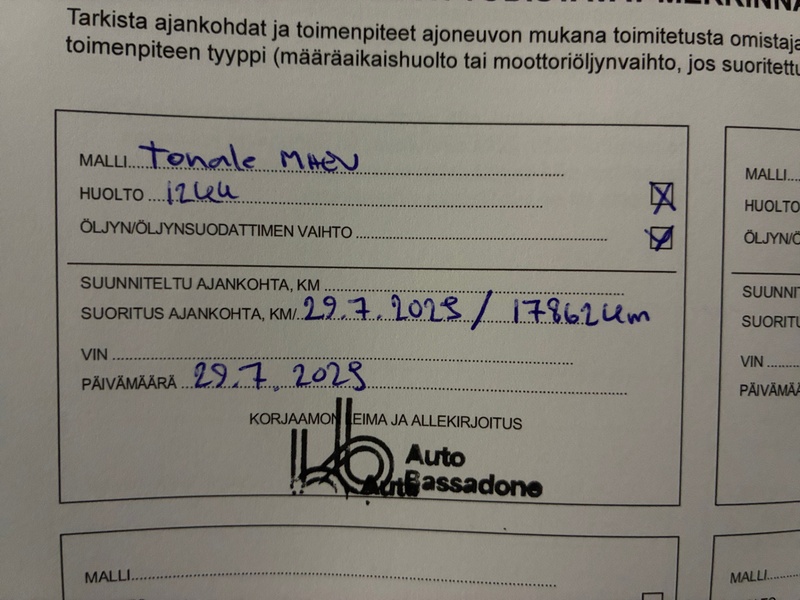 Tarkista ajankohdat ja toimenpiteet ajoneuvon mukana toimitetusta omistaja
toimenpiteen tyyppi (määräaikaishuolto tai moottoriöljynvaihto, jos suoritettu
MALLI Tonale MHEV
HUOLTO 12kk
ÖLJYN/ÖLJYNSUODATTIMEN VAIHTO
SUUNNITELTU AJANKOHTA, KM
SUORITUS AJANKOHTA, KM/ 29.7.2025 / 17862km
VIN
PÄIVÄMÄÄRÄ 29.7.2025
KORJAAMON LEIMA JA ALLEKIRJOITUS
Auto
Bassadone
MALLI
HUOLTO
ÖLJYN/Ö
SUUNNI
SUORITU
VIN
PÄIVÄMÄÄ
MALLI
MALLI